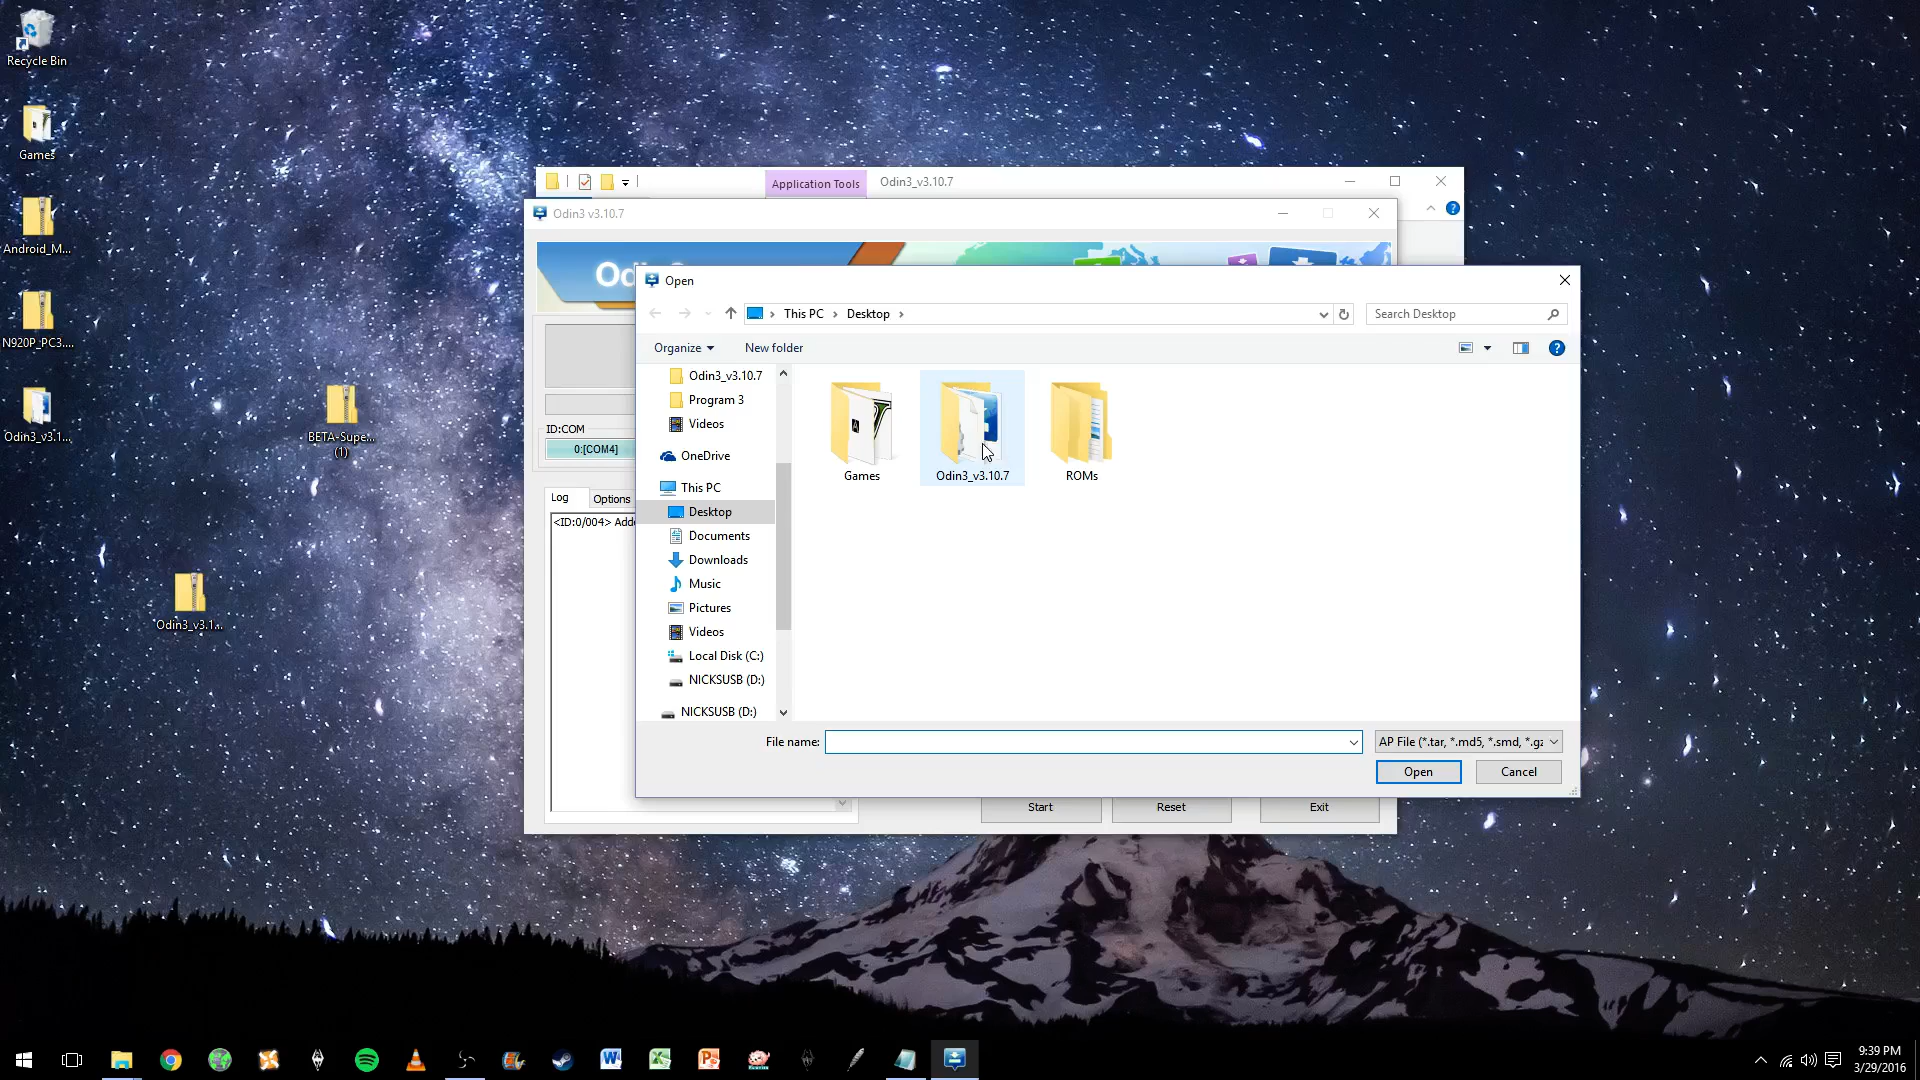 Recycle Bin
Games
Android_M...
N920P_PC3....
Odin3_v3.1...
BETA-Supe...
(1)
Odin3_v3.1...
Application Tools
Odin3_v3.10.7
Odin3 v3.10.7
ID:COM
0:[COM4]
Log
Options
<ID:0/004> Adde
Start
Reset
Exit
Open
This PC
Desktop
Search Desktop
Organize
New folder
Odin3_v3.10.7
Program 3
Videos
OneDrive
This PC
Desktop
Documents
Downloads
Music
Pictures
Videos
Local Disk (C:)
NICKSUSB (D:)
NICKSUSB (D:)
Games
Odin3_v3.10.7
ROMs
File name:
AP File (*.tar, *.md5, *.smd, *.gz
Open
Cancel
9:39 PM
3/29/2016